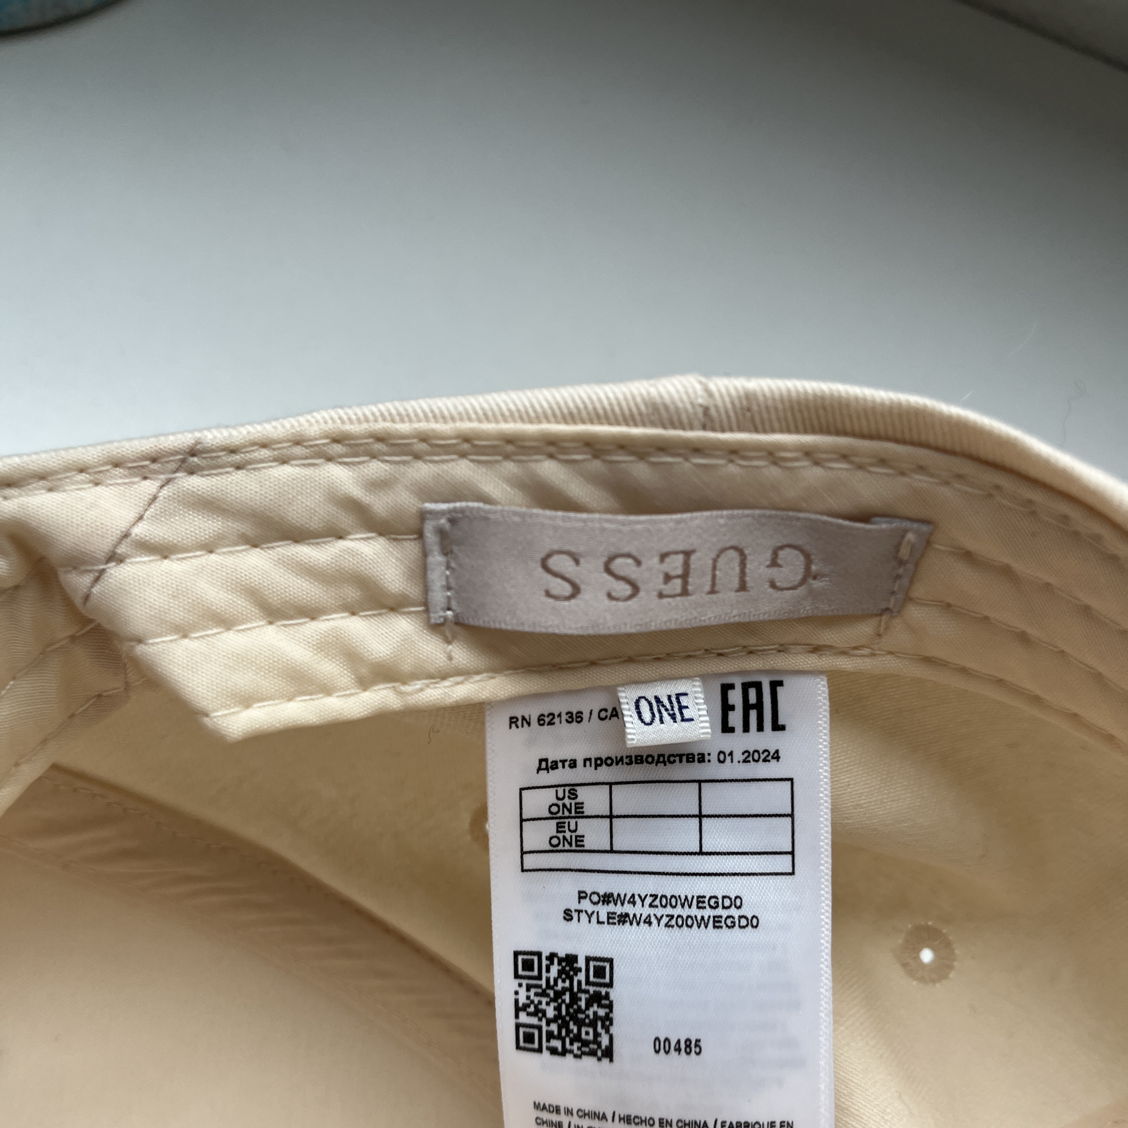 GUESS
RN 62136 / CA
ONE
EAC
Дата производства: 01.2024
US
ONE
EU
ONE
PO#W4YZ00WEGD0
STYLE#W4YZ00WEGD0
00485
MADE IN CHINA / HECHO EN CHINA / FABRIQUE EN
CHINE /